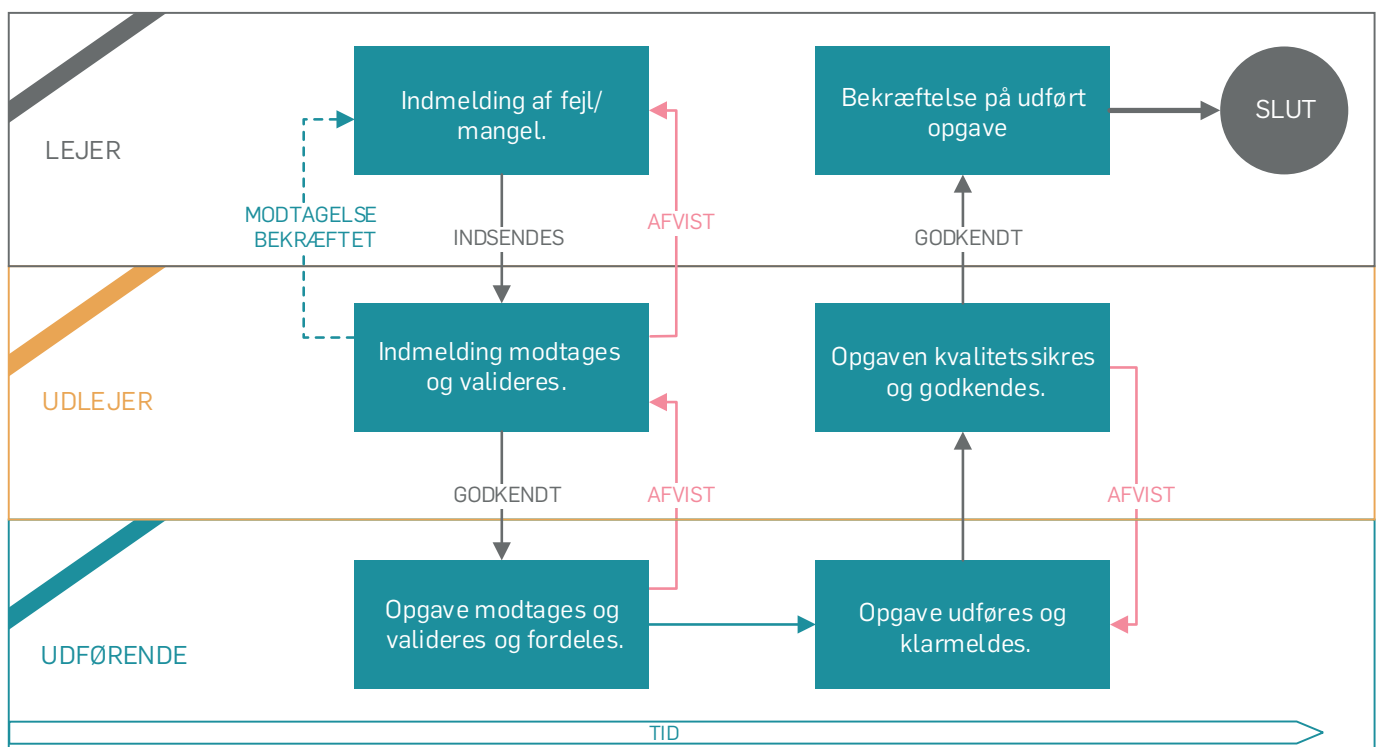 LEJER
Indmelding af fejl/
mangel.
Bekræftelse på udført
opgave
SLUT
MODTAGELSE
BEKRÆFTET
INDSENDES
AFVIST
GODKENDT
UDLEJER
Indmelding modtages
og valideres.
Opgaven kvalitetssikres
og godkendes.
GODKENDT
AFVIST
AFVIST
UDFØRENDE
Opgave modtages og
valideres og fordeles.
Opgave udføres og
klarmeldes.
TID